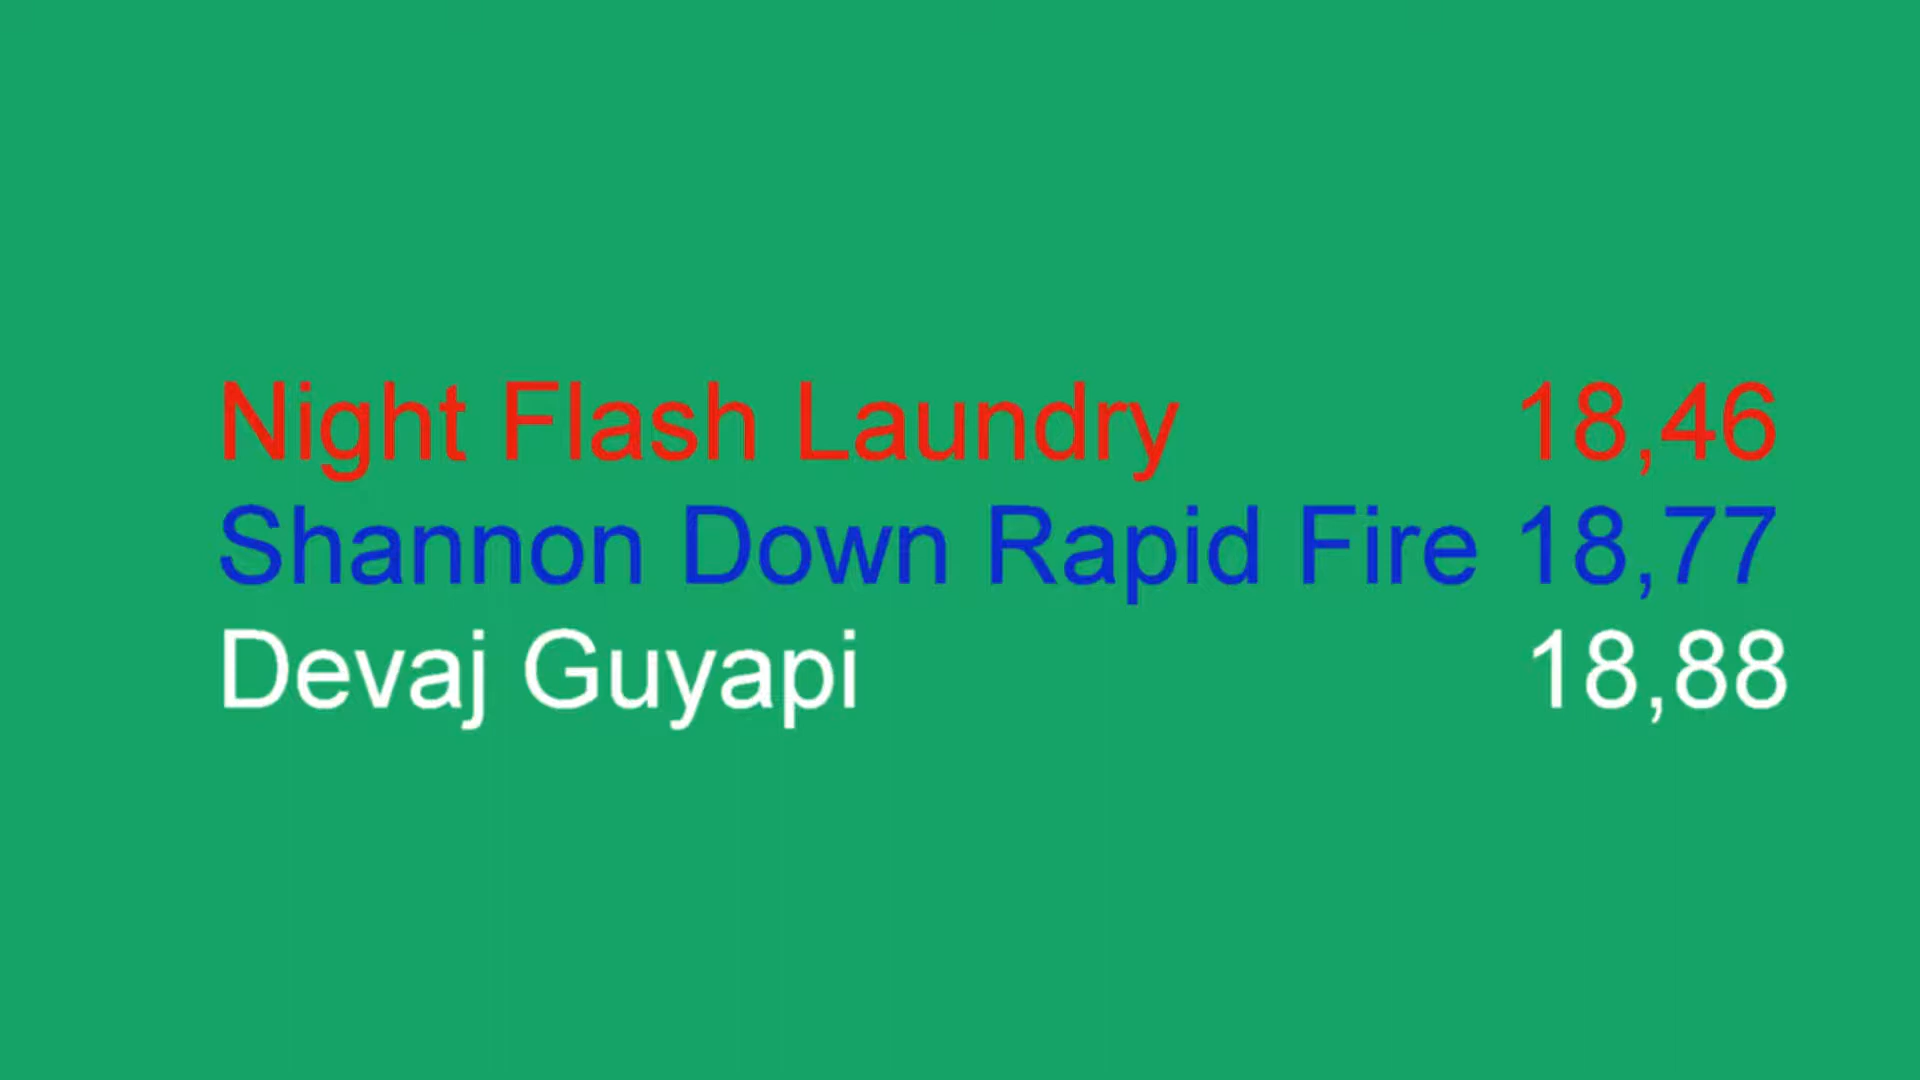 Night Flash Laundry 18,46
Shannon Down Rapid Fire 18,77
Devaj Guyapi 18,88